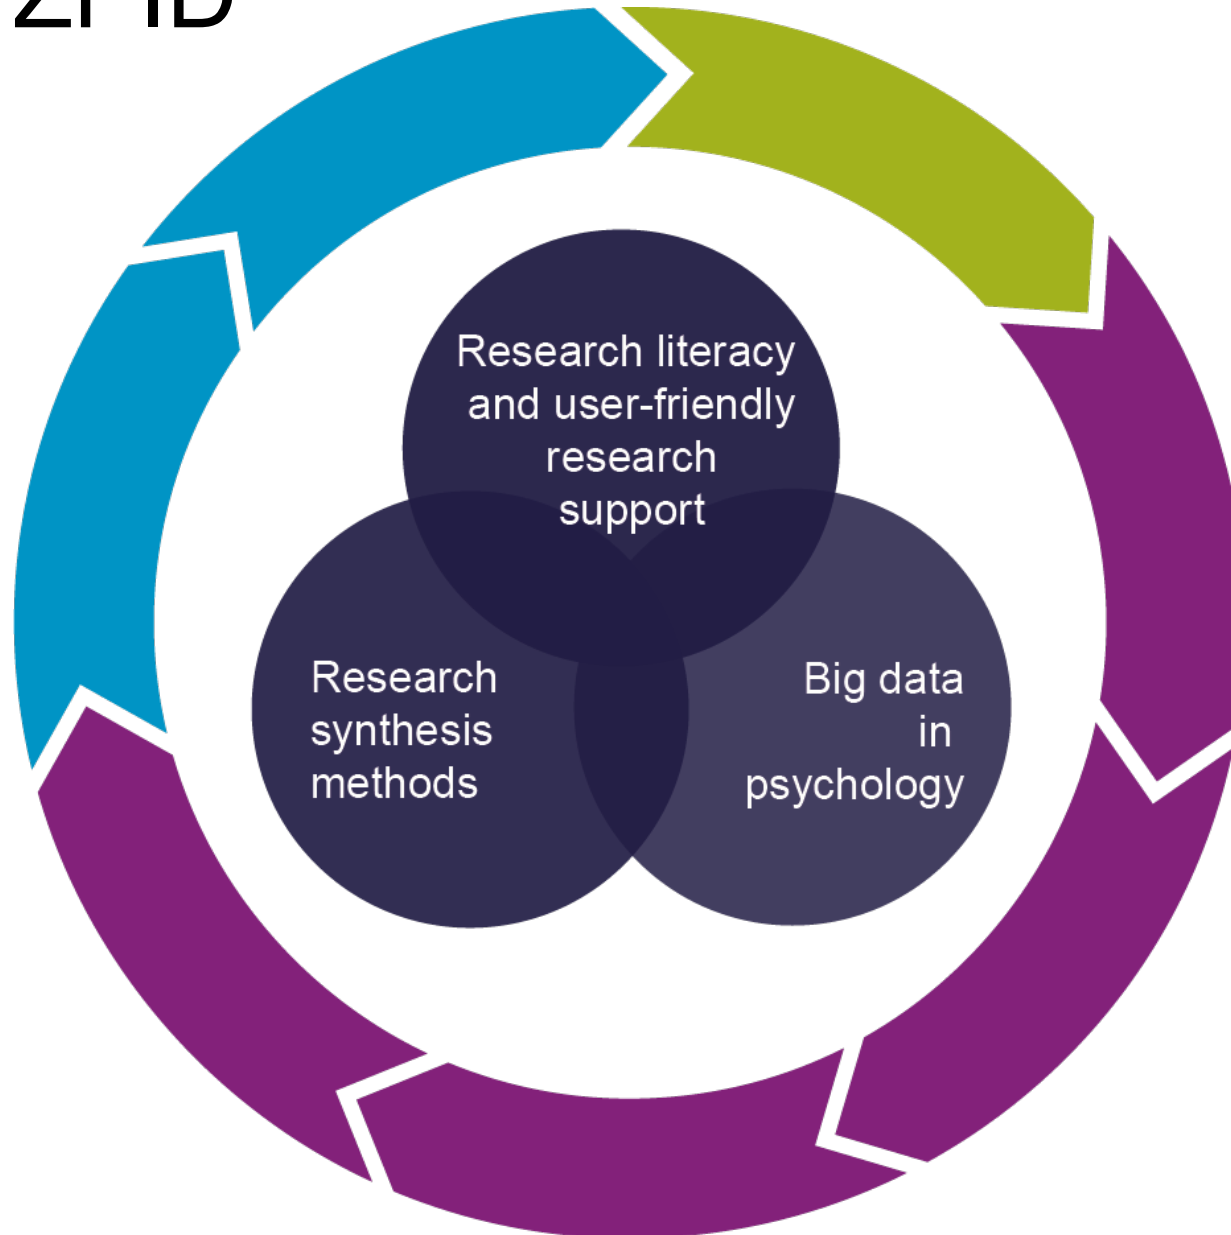 Research literacy
and user-friendly
research
support
Research
synthesis
methods
Big data
in
psychology